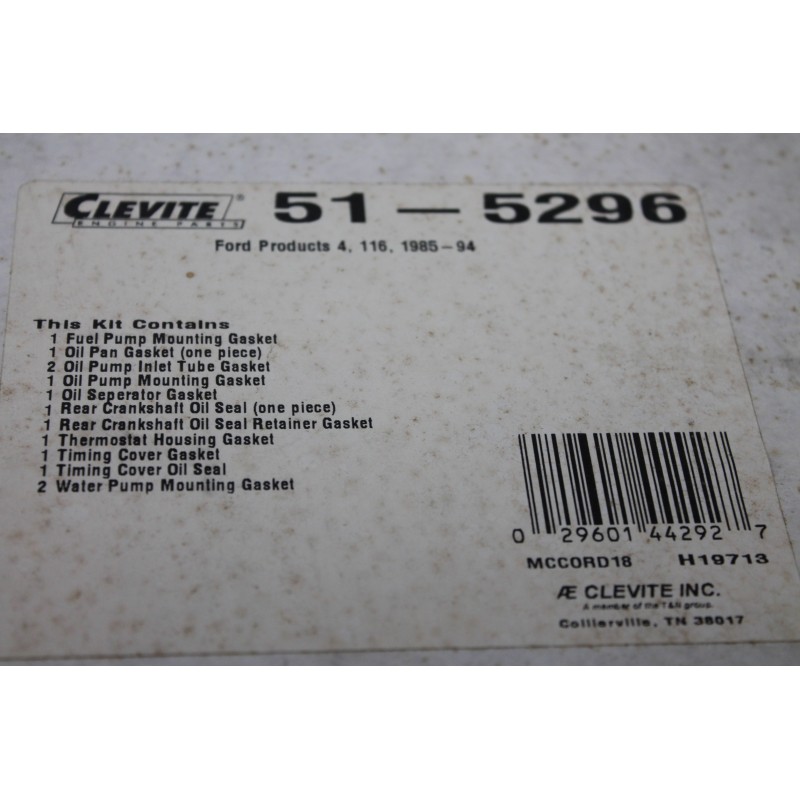 CLEVITE® 51 - 5296
ENGINE PARTS
Ford Products 4, 116, 1985-94
This Kit Contains
1 Fuel Pump Mounting Gasket
1 Oil Pan Gasket (one piece)
2 Oil Pump Inlet Tube Gasket
1 Oil Pump Mounting Gasket
1 Oil Seperator Gasket
1 Rear Crankshaft Oil Seal (one piece)
1 Rear Crankshaft Oil Seal Retainer Gasket
1 Thermostat Housing Gasket
1 Timing Cover Gasket
1 Timing Cover Oil Seal
2 Water Pump Mounting Gasket
0 29601 44292 7
MCCORD18 H19713
Æ CLEVITE INC.
A member of the T&N group.
Collierville, TN 38017